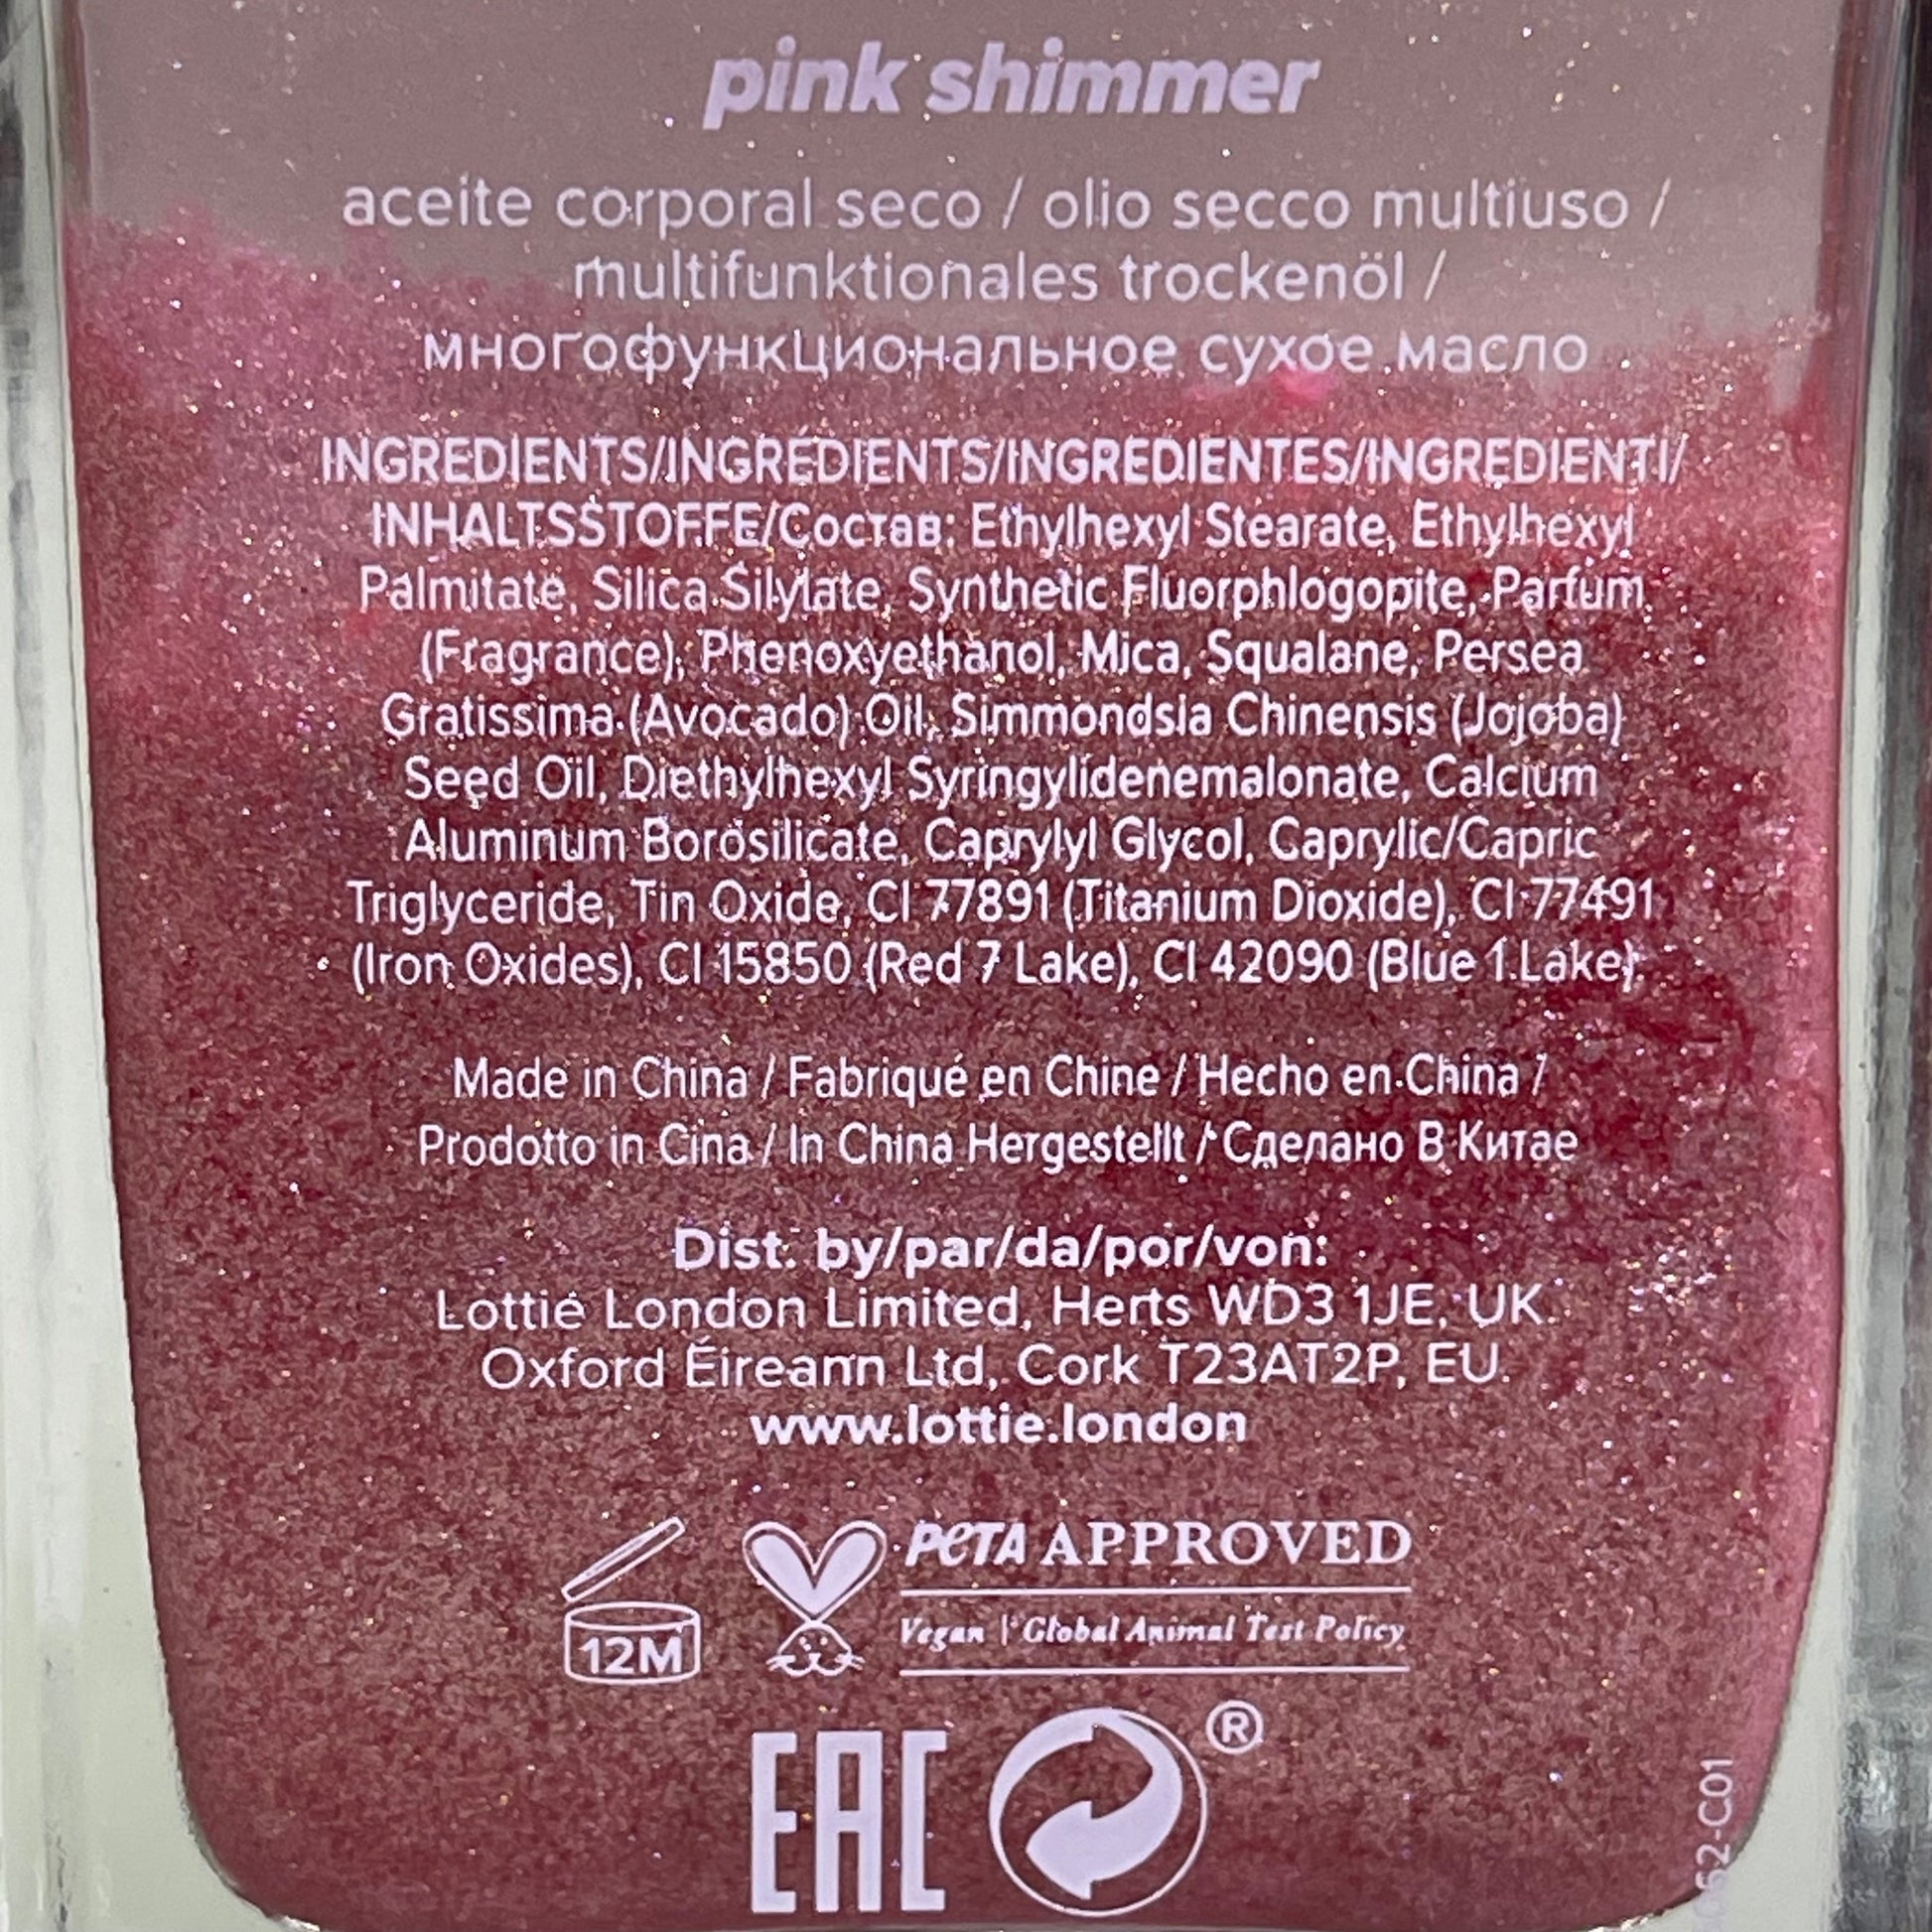 pink shimmer
aceite corporal seco / olio secco multiuso /
multifunktionales trockenöl /
многофункциональное сухое масло
INGREDIENTS/INGRÉDIENTS/INGREDIENTES/INGREDIENTI/
INHALTSSTOFFE/Состав: Ethylhexyl Stearate, Ethylhexyl
Palmitate, Silica Silylate, Synthetic Fluorphlogopite, Parfum
(Fragrance), Phenoxyethanol, Mica, Squalane, Persea
Gratissima (Avocado) Oil, Simmondsia Chinensis (Jojoba)
Seed Oil, Diethylhexyl Syringylidenemalonate, Calcium
Aluminum Borosilicate, Caprylyl Glycol, Caprylic/Capric
Triglyceride, Tin Oxide, CI 77891 (Titanium Dioxide), CI 77491
(Iron Oxides), CI 15850 (Red 7 Lake), CI 42090 (Blue 1 Lake).
Made in China / Fabriqué en Chine / Hecho en China /
Prodotto in Cina / In China Hergestellt / Сделано В Китае
Dist. by/par/da/por/von:
Lottie London Limited, Herts WD3 1JE, UK.
Oxford Éireann Ltd, Cork T23AT2P, EU.
www.lottie.london
12M
PETA APPROVED
Vegan | Global Animal Test Policy
EAC
®